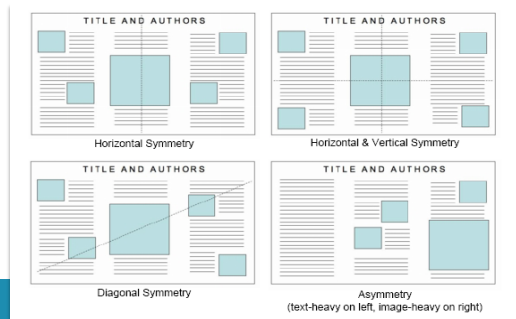 TITLE AND AUTHORS
Horizontal Symmetry
TITLE AND AUTHORS
Horizontal & Vertical Symmetry
TITLE AND AUTHORS
Diagonal Symmetry
TITLE AND AUTHORS
Asymmetry
(text-heavy on left, image-heavy on right)